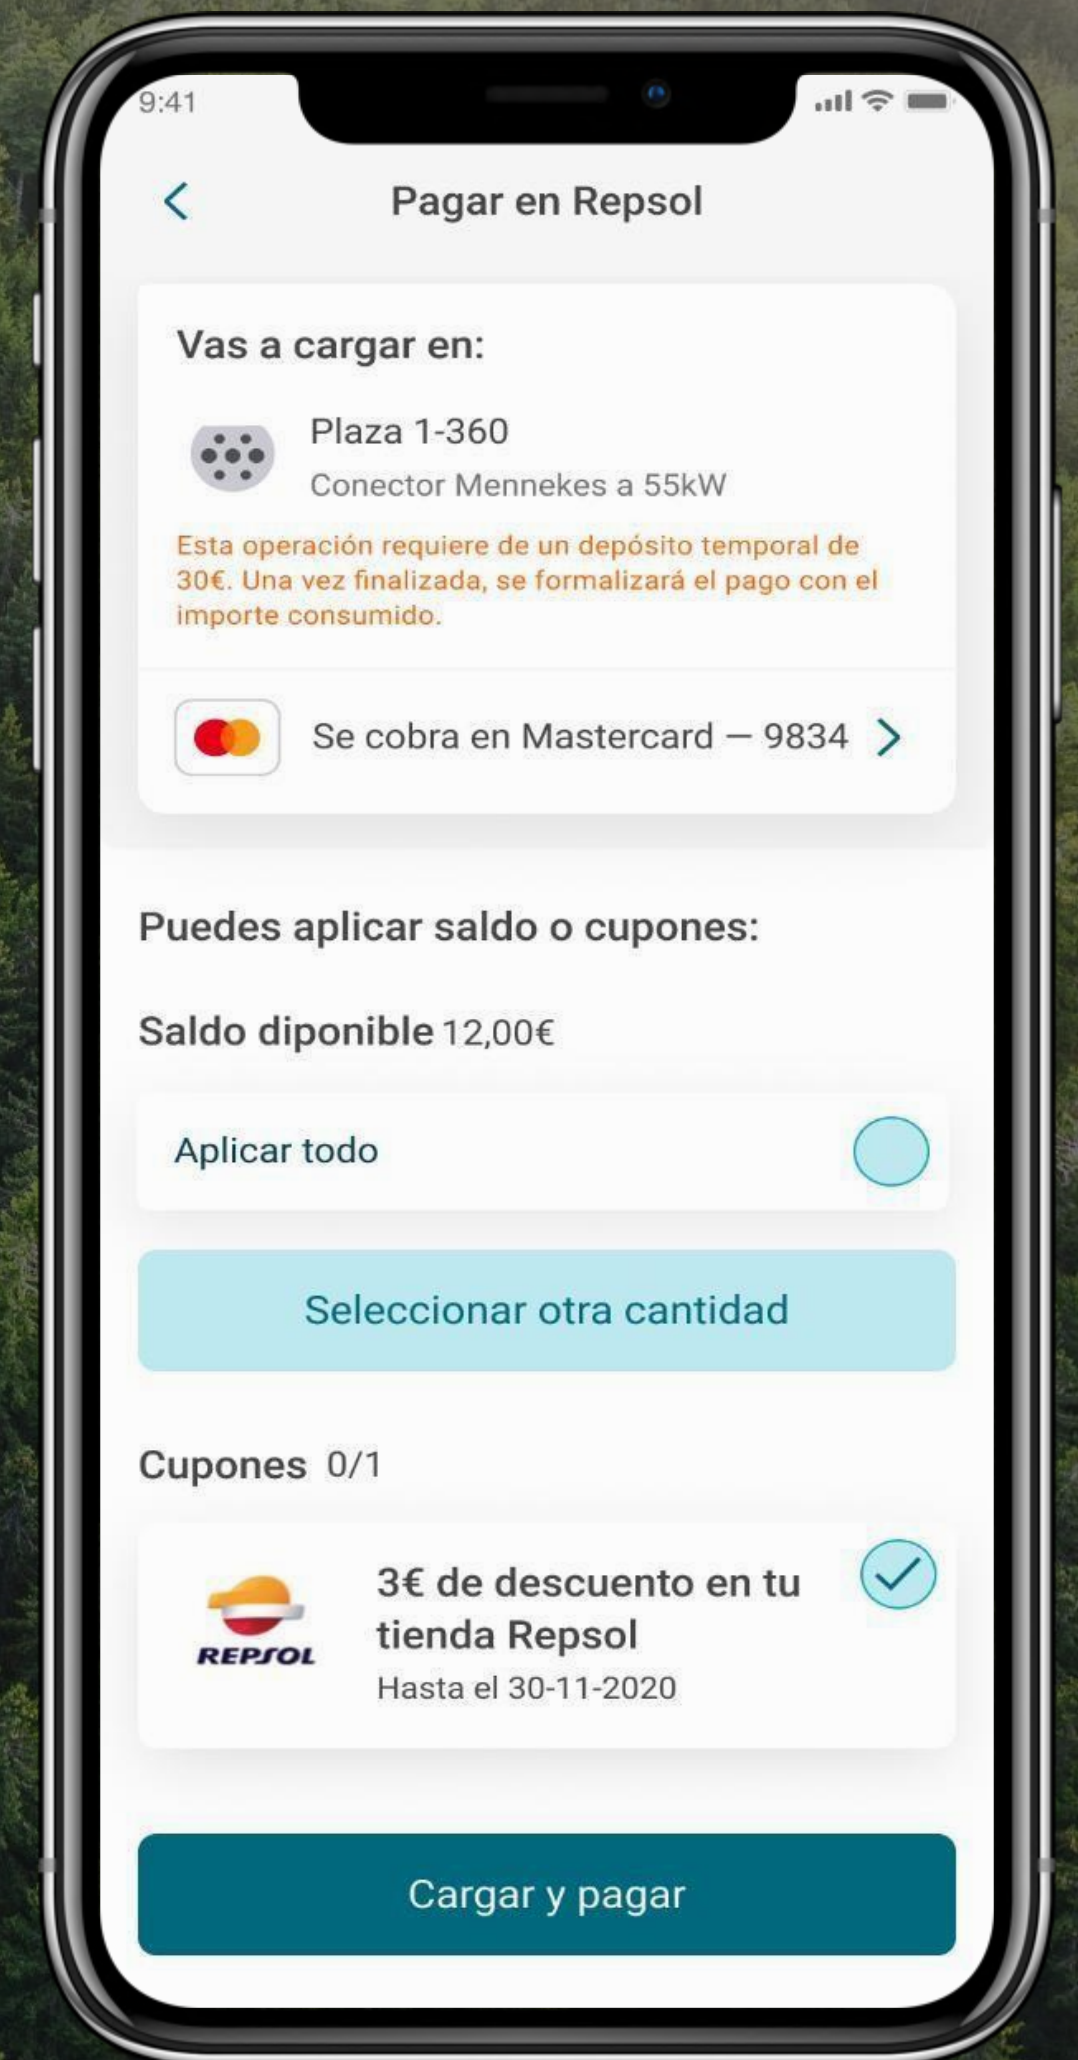 9:41
Pagar en Repsol
Vas a cargar en:
Plaza 1-360
Conector Mennekes a 55kW
Esta operación requiere de un depósito temporal de
30€. Una vez finalizada, se formalizará el pago con el
importe consumido.
Se cobra en Mastercard — 9834
Puedes aplicar saldo o cupones:
Saldo diponible 12,00€
Aplicar todo
Seleccionar otra cantidad
Cupones 0/1
3€ de descuento en tu
tienda Repsol
REPSOL
Hasta el 30-11-2020
Cargar y pagar